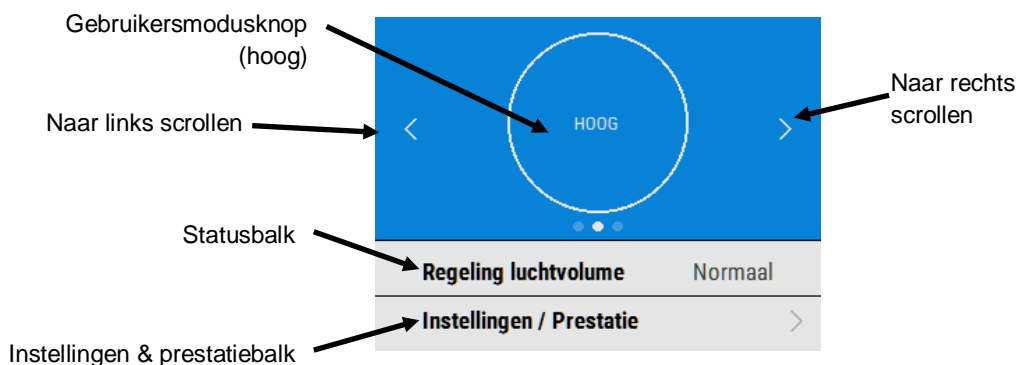 Gebruikersmodusknop
(hoog)
Naar rechts
scrollen
Naar links scrollen
HOOG
Statusbalk
Regeling luchtvolume Normaal
Instellingen / Prestatie
Instellingen & prestatiebalk